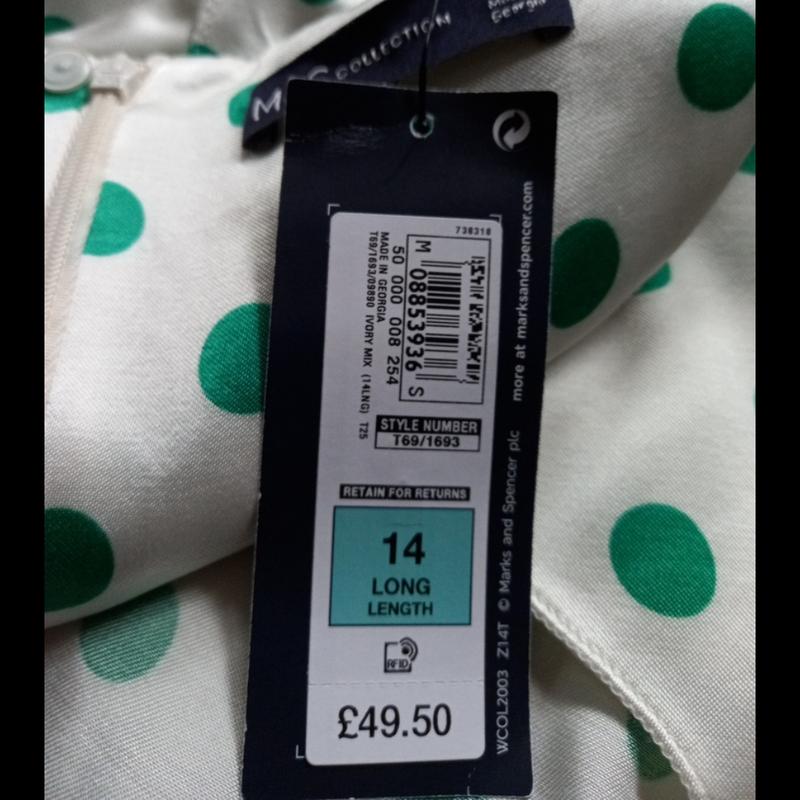 M&S COLLECTION
Georgia
738318
M 08853936 S
50 000 008 254
MADE IN GEORGIA
T69/1693/09890 IVORY MIX (14LNG) T25
STYLE NUMBER
T69/1693
RETAIN FOR RETURNS
14
LONG
LENGTH
RFID
£49.50
WCOL2003 Z14T © Marks and Spencer plc more at marksandspencer.com